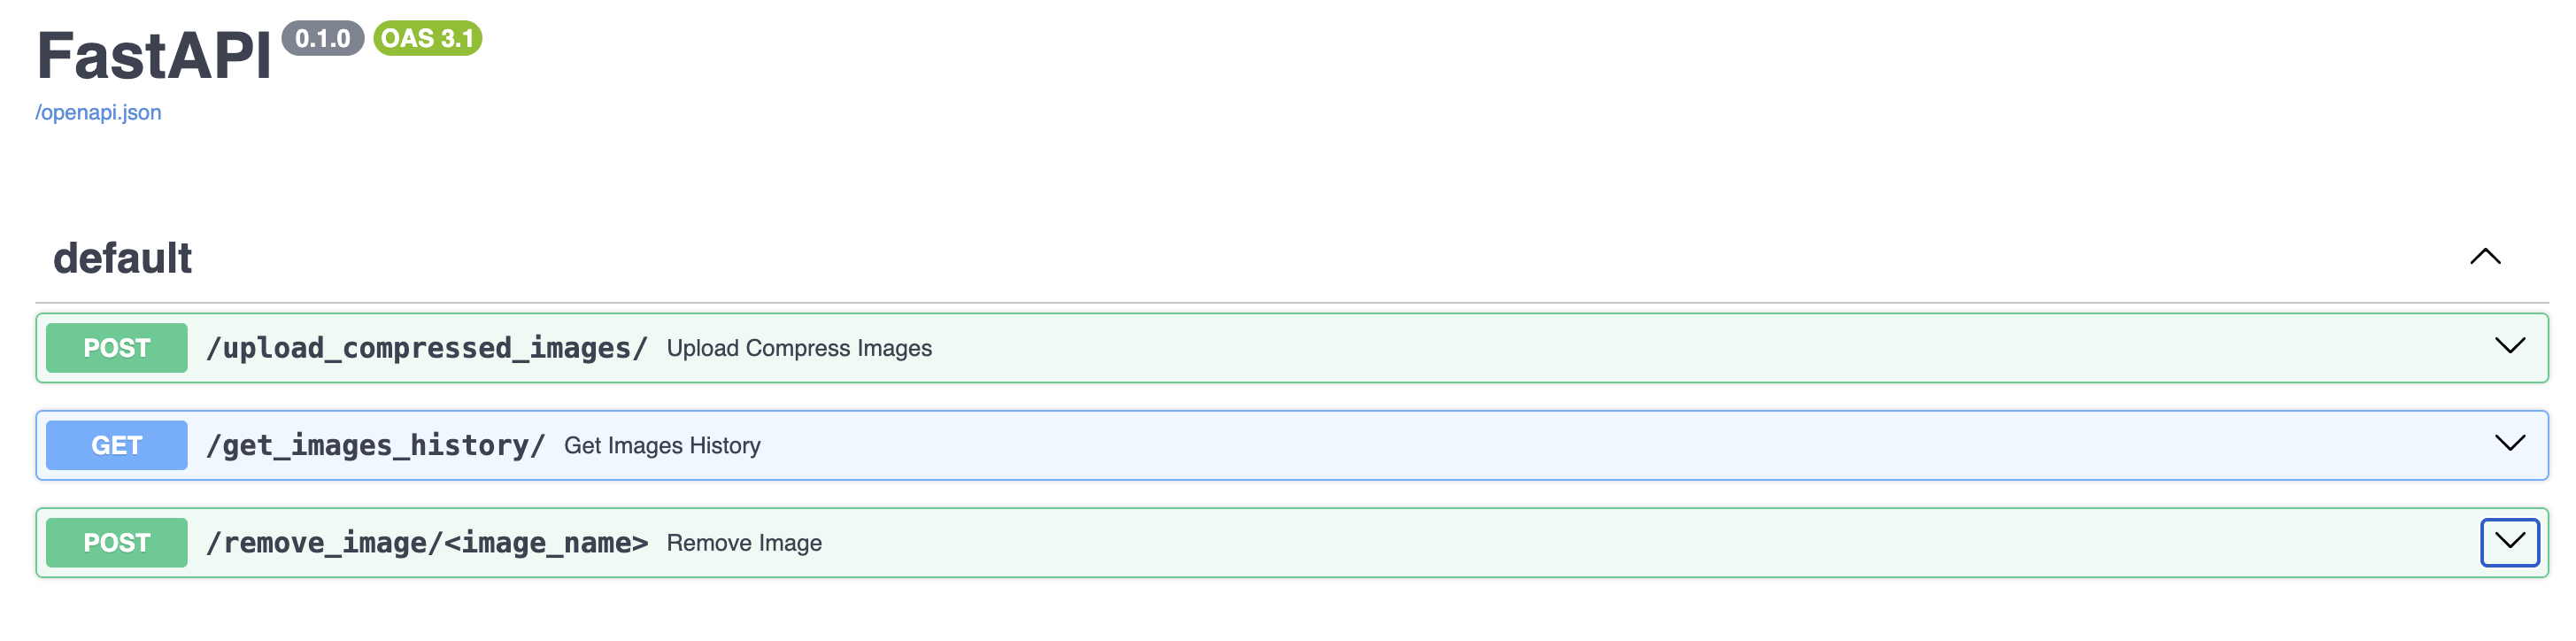 FastAPI 0.1.0 OAS 3.1
/openapi.json
default
POST /upload_compressed_images/ Upload Compress Images
GET /get_images_history/ Get Images History
POST /remove_image/<image_name> Remove Image